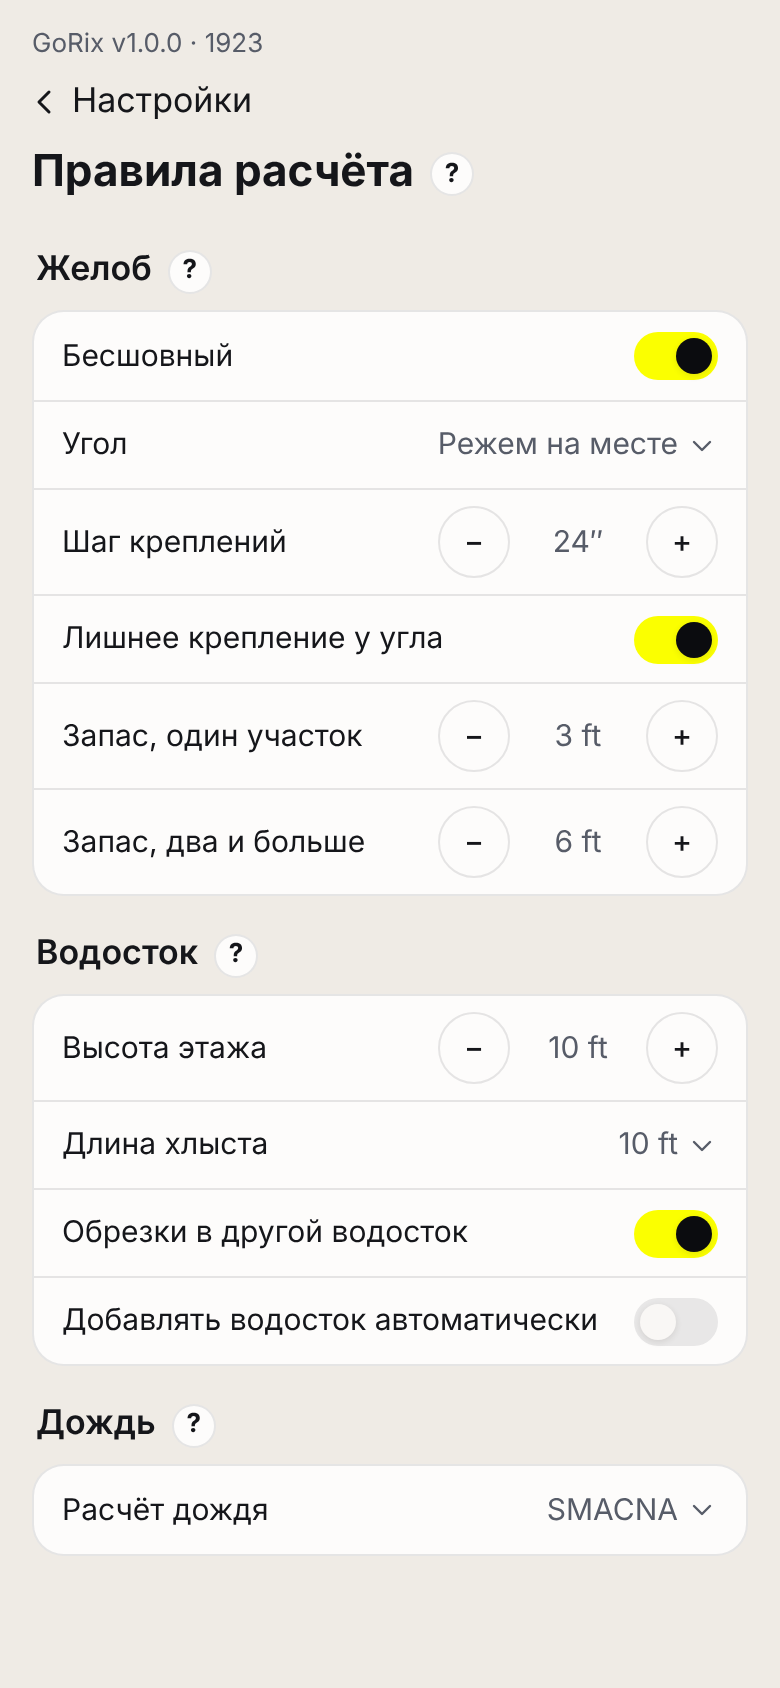 GoRix v1.0.0 · 1923
Настройки
Правила расчёта ?
Желоб ?
Бесшовный
Угол Режем на месте
Шаг креплений − 24″ +
Лишнее крепление у угла
Запас, один участок − 3 ft +
Запас, два и больше − 6 ft +
Водосток ?
Высота этажа − 10 ft +
Длина хлыста 10 ft
Обрезки в другой водосток
Добавлять водосток автоматически
Дождь ?
Расчёт дождя SMACNA